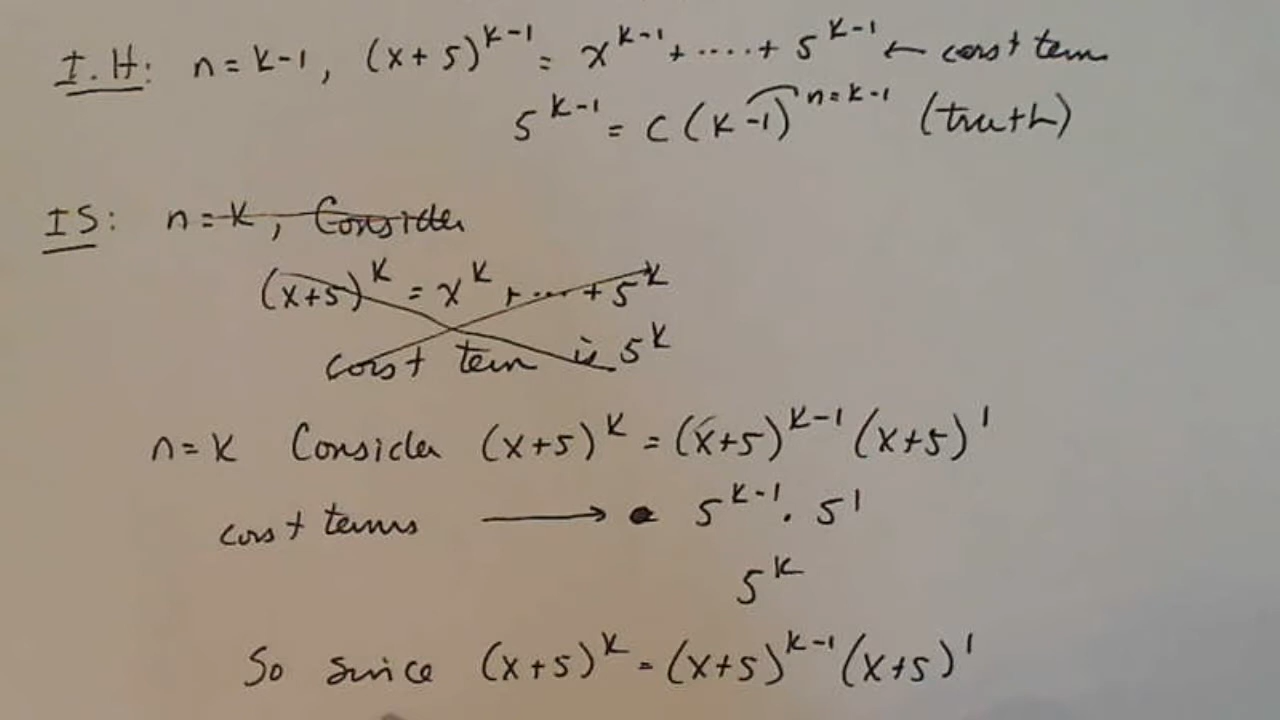 I.H: n = k-1, (x+5)^{k-1} = x^{k-1} + .... + 5^{k-1} ← const term
5^{k-1} = C(k-1)^{n=k-1} (truth)
IS: n = k, Consider
(x+5)^k = x^k + ... + 5^k
const term is 5^k
n = k Consider (x+5)^k = (x+5)^{k-1} (x+5)^1
const terms → 5^{k-1} . 5^1
5^k
So since (x+5)^k = (x+5)^{k-1} (x+5)^1